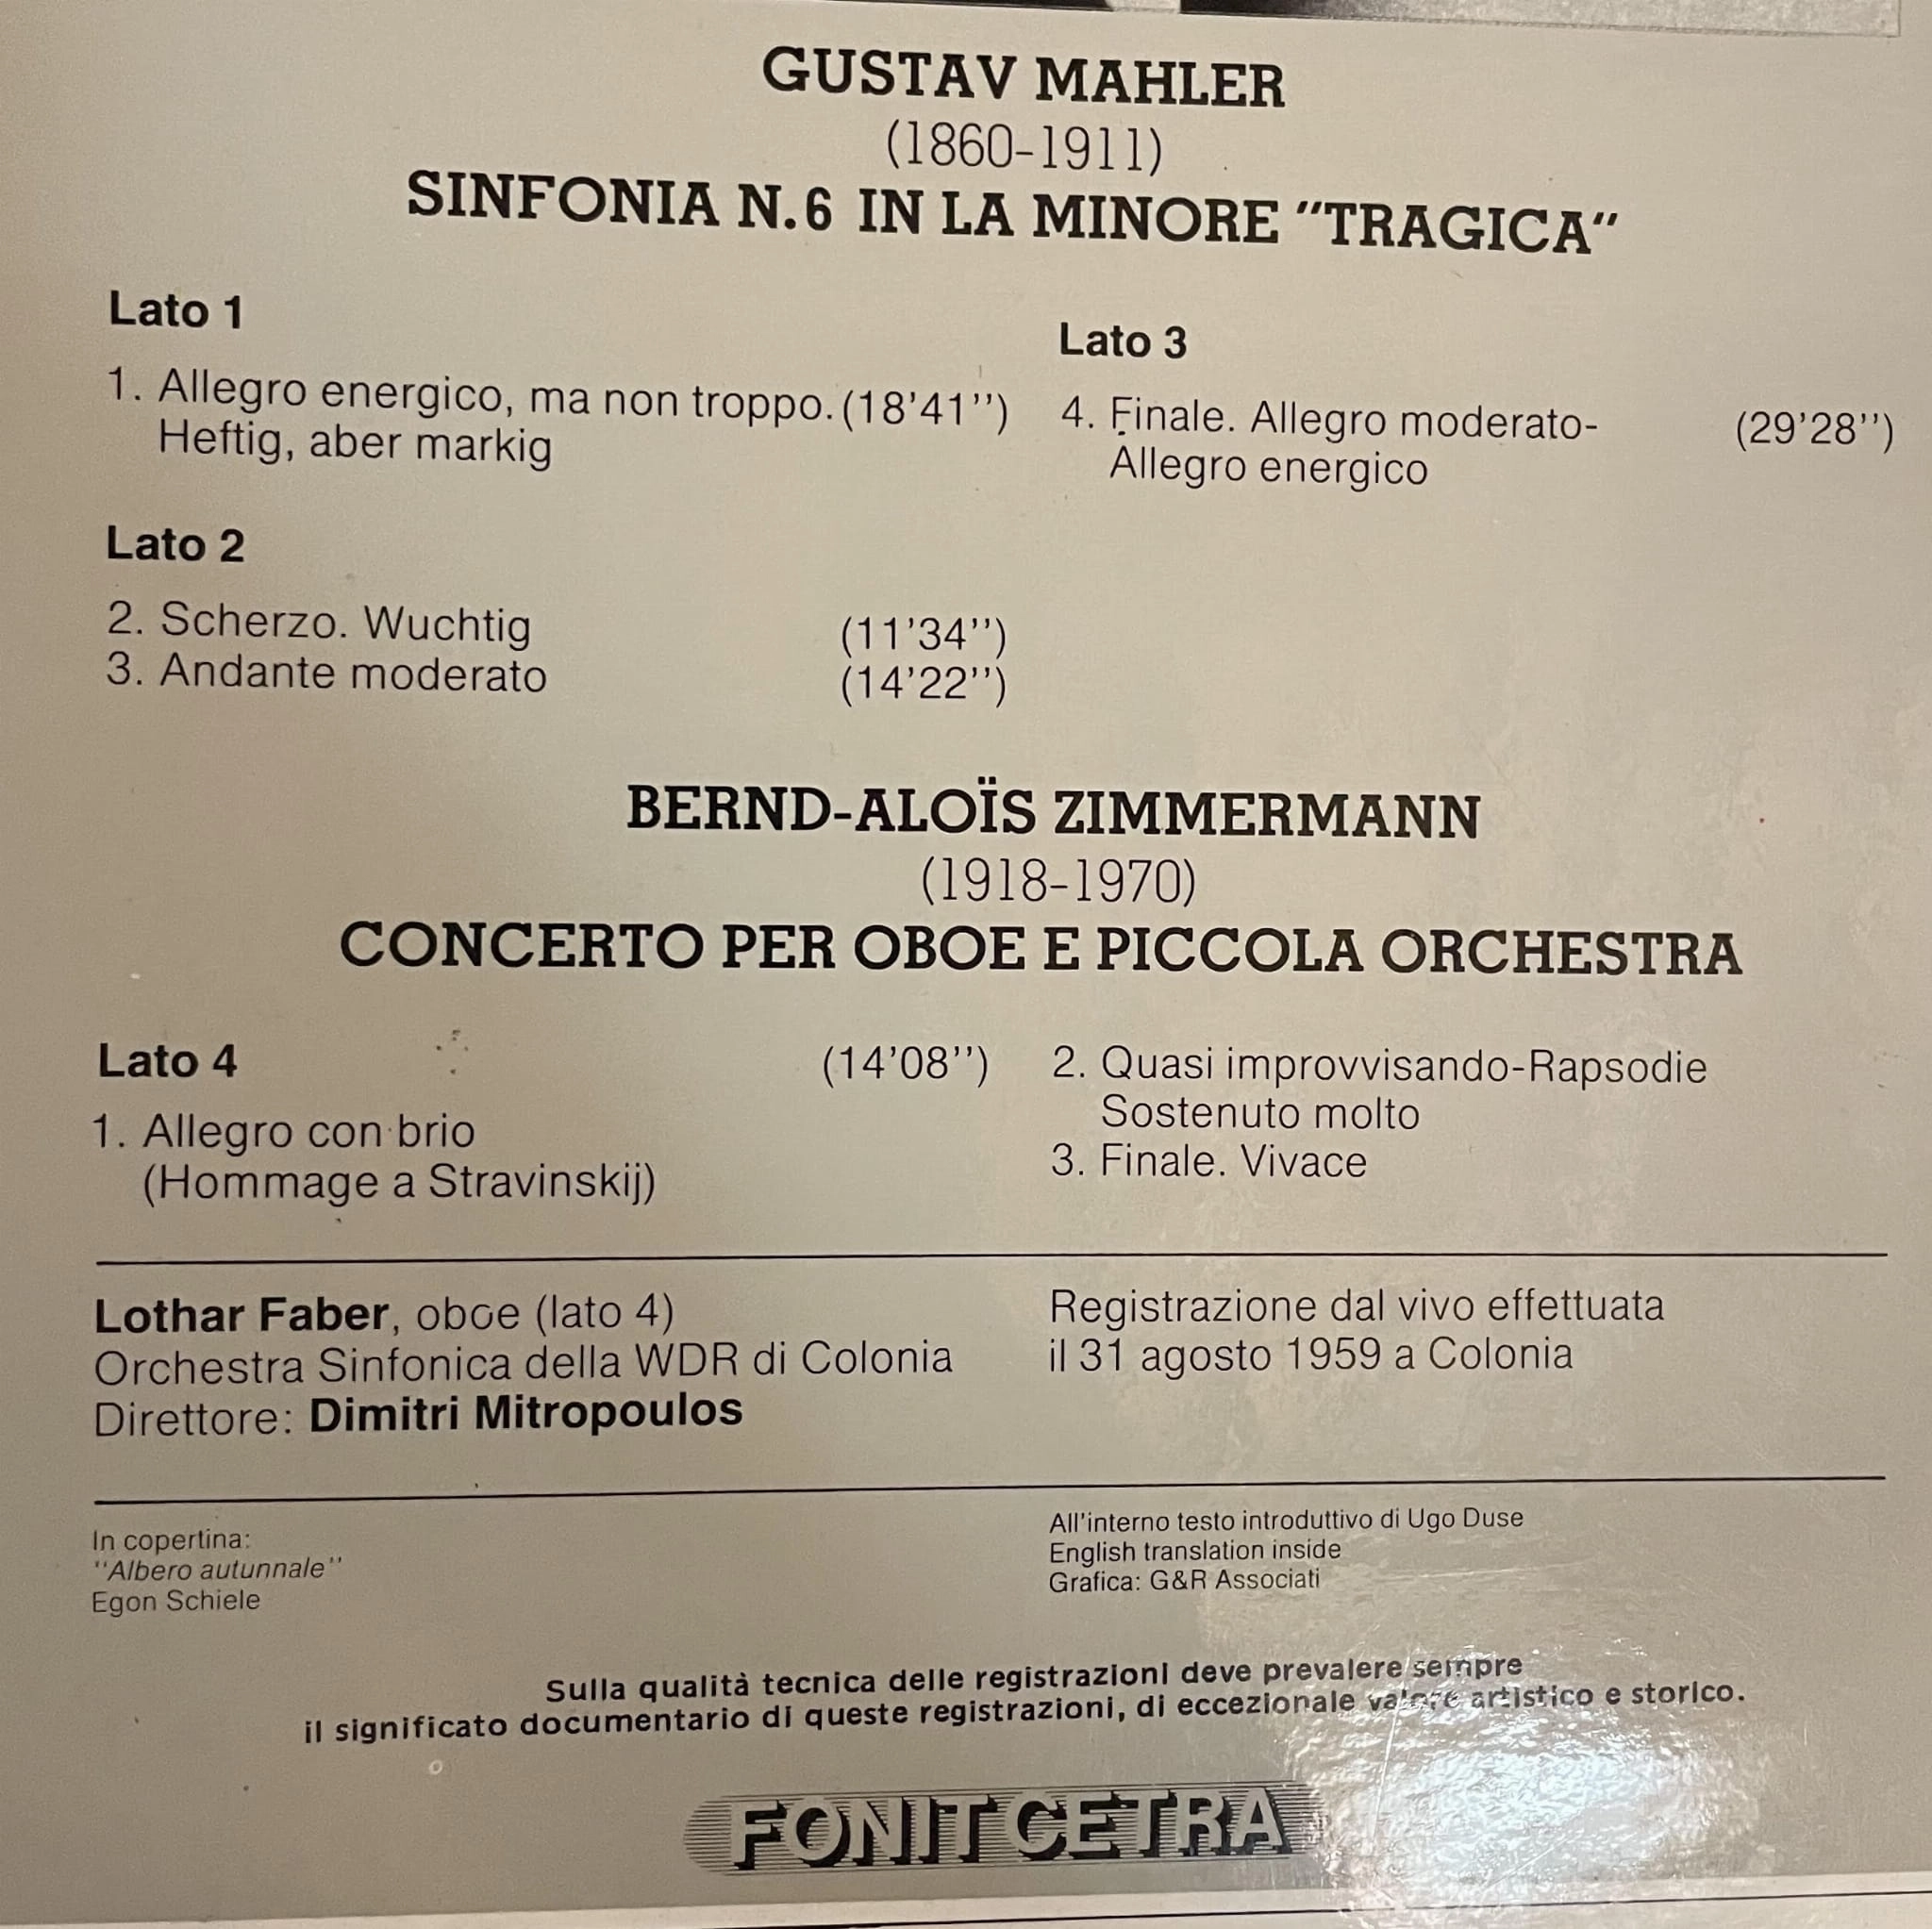 GUSTAV MAHLER
(1860-1911)
SINFONIA N.6 IN LA MINORE "TRAGICA"
Lato 1
1. Allegro energico, ma non troppo. (18'41'')
Heftig, aber markig
Lato 2
2. Scherzo. Wuchtig (11'34'')
3. Andante moderato (14'22'')
Lato 3
4. Finale. Allegro moderato- (29'28'')
Allegro energico
BERND-ALOÏS ZIMMERMANN
(1918-1970)
CONCERTO PER OBOE E PICCOLA ORCHESTRA
Lato 4 (14'08'')
1. Allegro con brio
(Hommage a Stravinskij)
2. Quasi improvvisando-Rapsodie
Sostenuto molto
3. Finale. Vivace
Lothar Faber, oboe (lato 4)
Orchestra Sinfonica della WDR di Colonia
Direttore: Dimitri Mitropoulos
Registrazione dal vivo effettuata
il 31 agosto 1959 a Colonia
In copertina:
''Albero autunnale''
Egon Schiele
All'interno testo introduttivo di Ugo Duse
English translation inside
Grafica: G&R Associati
Sulla qualità tecnica delle registrazioni deve prevalere sempre
il significato documentario di queste registrazioni, di eccezionale valore artistico e storico.
FONIT CETRA